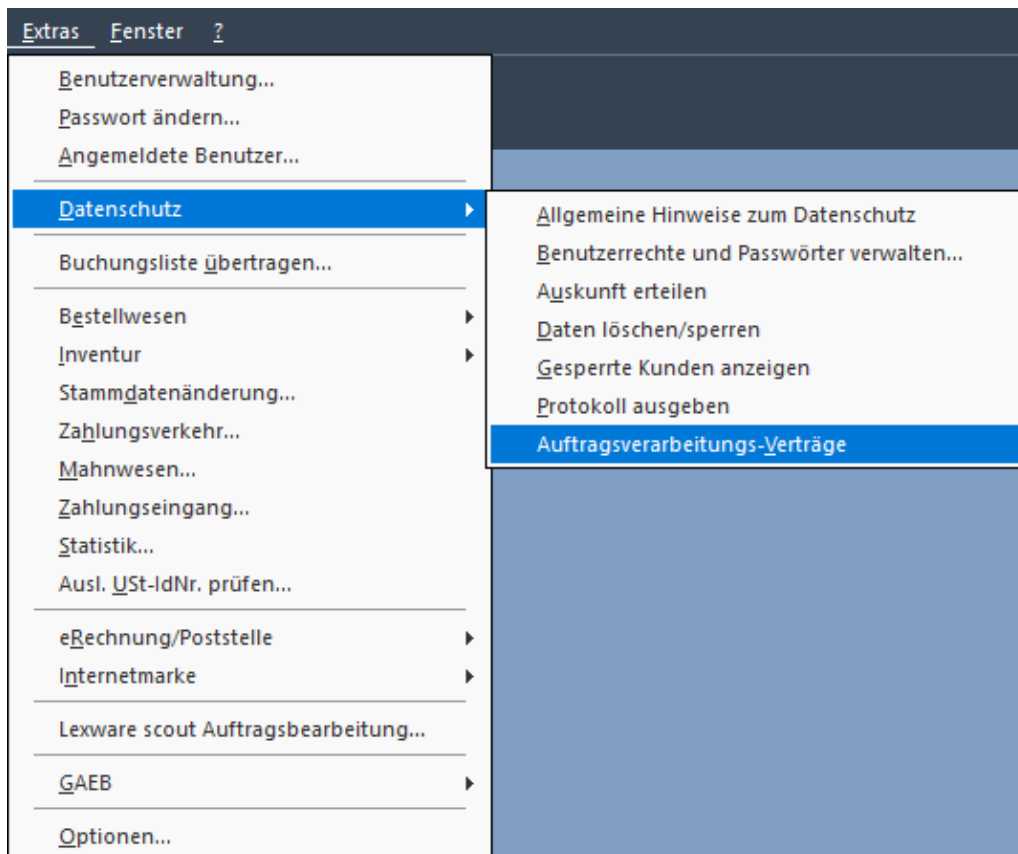 Extras Fenster ?
Benutzerverwaltung...
Passwort ändern...
Angemeldete Benutzer...
Datenschutz
Buchungsliste übertragen...
Bestellwesen
Inventur
Stammdatenänderung...
Zahlungsverkehr...
Mahnwesen...
Zahlungseingang...
Statistik...
Ausl. USt-IdNr. prüfen...
eRechnung/Poststelle
Internetmarke
Lexware scout Auftragsbearbeitung...
GAEB
Optionen...
Allgemeine Hinweise zum Datenschutz
Benutzerrechte und Passwörter verwalten...
Auskunft erteilen
Daten löschen/sperren
Gesperrte Kunden anzeigen
Protokoll ausgeben
Auftragsverarbeitungs-Verträge